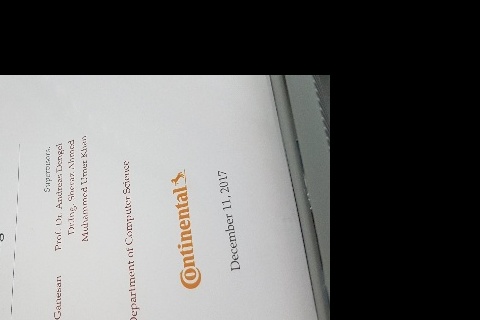 Supervisors:
Ganesan Prof. Dr. Andreas Dengel
Dr.-Ing. Sheraz Ahmed
Muhammad Umer Khan
Department of Computer Science
Continental
December 11, 2017